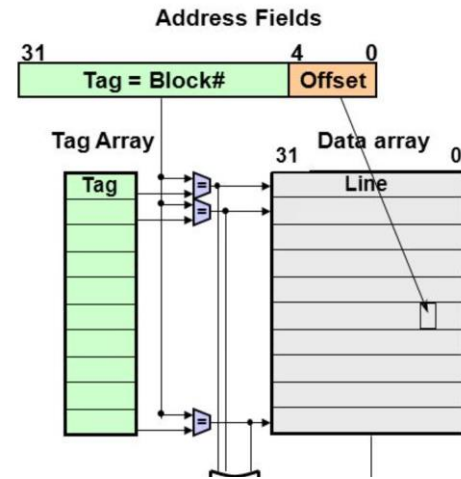 Address Fields
31 4 0
Tag = Block# Offset
Tag Array Data array
31 0
Tag Line
=
=
=